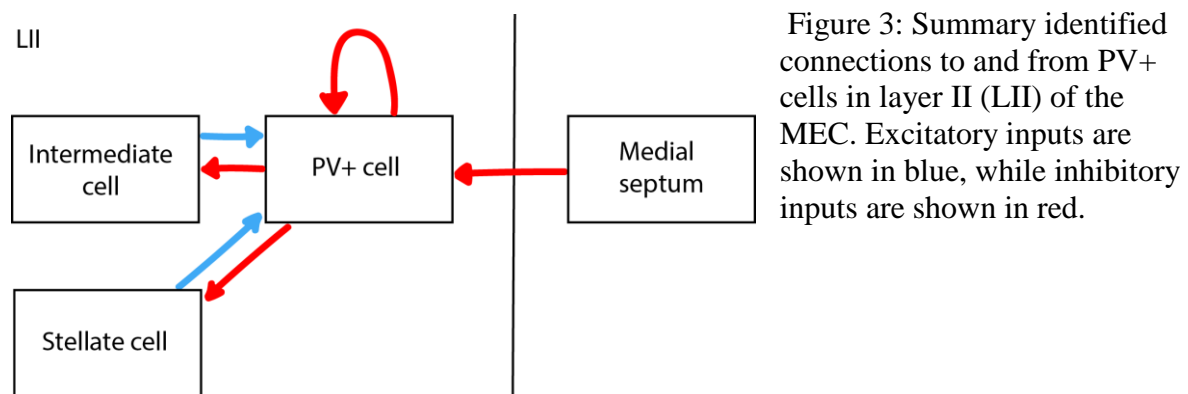 LII
Intermediate
cell
PV+ cell
Medial
septum
Stellate cell
Figure 3: Summary identified
connections to and from PV+
cells in layer II (LII) of the
MEC. Excitatory inputs are
shown in blue, while inhibitory
inputs are shown in red.